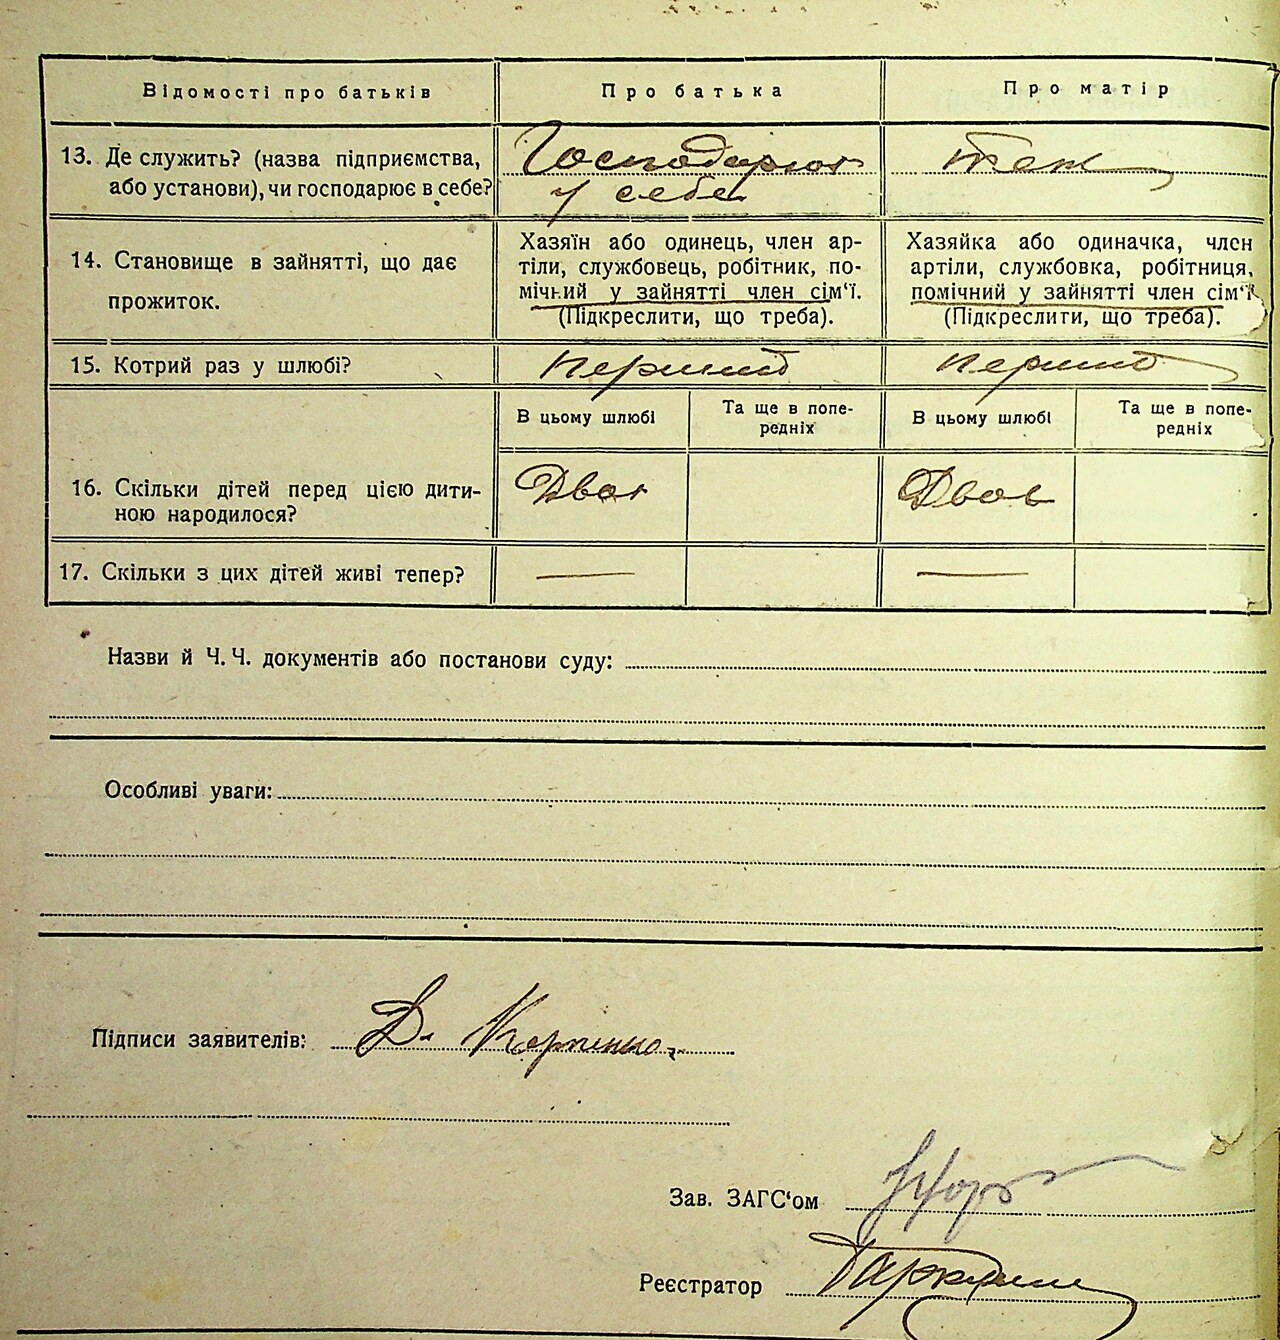 Відомості про батьків
Про батька
Про матір
13. Де служить? (назва підприємства,
або установи), чи господарює в себе?
Господарює
у себе
теж
14. Становище в зайнятті, що дає
прожиток.
Хазяїн або одинець, член ар-
тіли, службовець, робітник, по-
мічний у зайнятті член сім‘ї.
(Підкреслити, що треба).
Хазяйка або одиначка, член
артіли, службовка, робітниця,
помічний у зайнятті член сім‘ї
(Підкреслити, що треба).
15. Котрий раз у шлюбі?
перший
перший
В цьому шлюбі
Та ще в попе-
редніх
В цьому шлюбі
Та ще в попе-
редніх
16. Скільки дітей перед цією дити-
ною народилося?
Двоє
Двоє
17. Скільки з цих дітей живі тепер?
—
—
Назви й Ч. Ч. документів або постанови суду:
Особливі уваги:
Підписи заявителів: Д. Карпенко
Зав. ЗАГС‘ом
Реєстратор